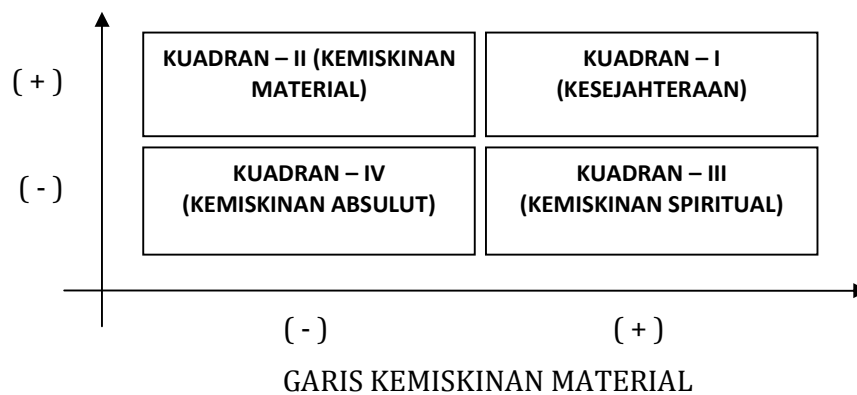 ( + )
KUADRAN – II (KEMISKINAN
MATERIAL)
KUADRAN – I
(KESEJAHTERAAN)
( - )
KUADRAN – IV
(KEMISKINAN ABSULUT)
KUADRAN – III
(KEMISKINAN SPIRITUAL)
( - )
( + )
GARIS KEMISKINAN MATERIAL